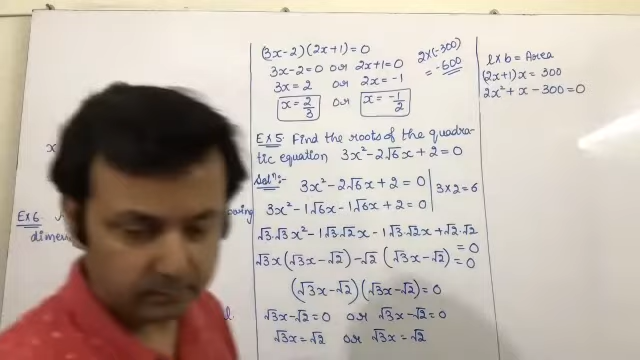 (3x-2)(2x+1)=0
3x-2=0 or 2x+1=0
3x=2 or 2x=-1
x=2/3 or x=-1/2
2x(-300)
=-600
Ex 5 Find the roots of the quadra-
tic equation 3x²-2√6x+2=0
Solⁿ:- 3x²-2√6x+2=0 3x2=6
3x²-1√6x-1√6x+2=0
√3·√3x²-1√3·√2x-1√3·√2x+√2·√2
=0
√3x(√3x-√2)-√2(√3x-√2)=0
(√3x-√2)(√3x-√2)=0
√3x-√2=0 or √3x-√2=0
√3x=√2 or √3x=√2
l x b = Area
(2x+1)x=300
2x²+x-300=0
Ex 6